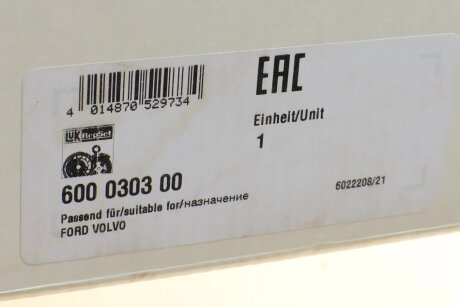 4 014870 529734
EAC
Einheit/Unit
1
LuK
RepSet
600 0303 00
6022208/21
Passend für/suitable for/назначение
FORD VOLVO